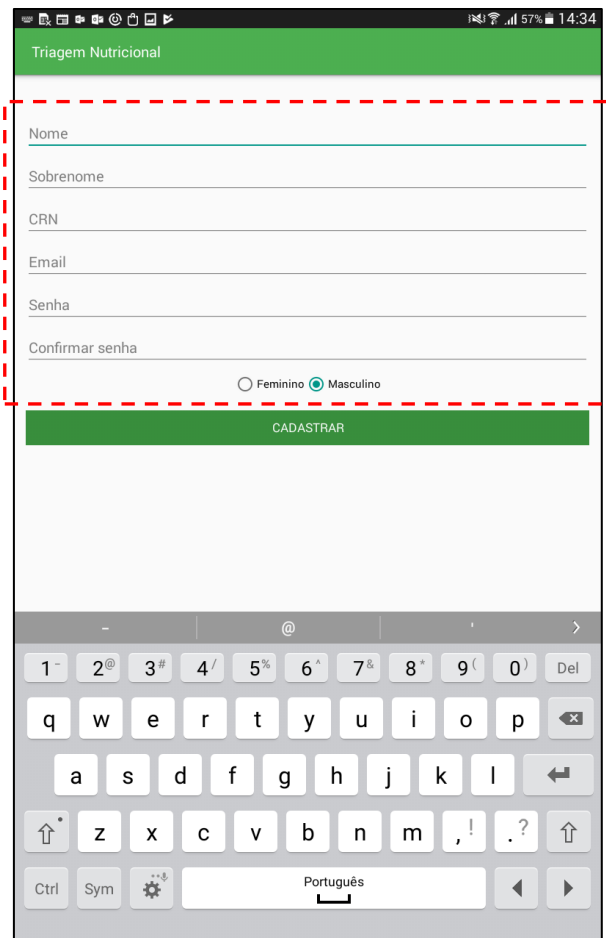 57% 14:34
Triagem Nutricional
Nome
Sobrenome
CRN
Email
Senha
Confirmar senha
Feminino Masculino
CADASTRAR
- @ '
1 - 2 @ 3 # 4 / 5 % 6 ^ 7 & 8 * 9 ( 0 ) Del
q w e r t y u i o p
a s d f g h j k l
z x c v b n m , ! . ?
Ctrl Sym Português